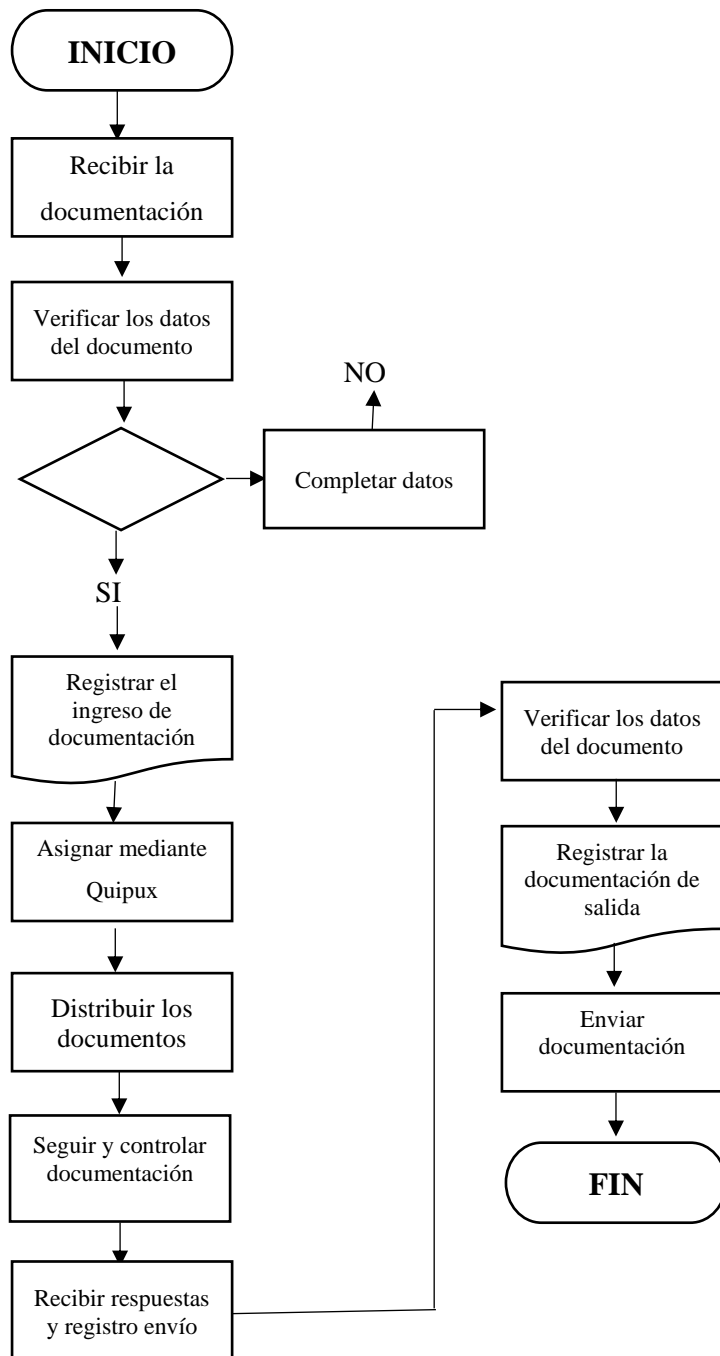 INICIO
Recibir la
documentación
Verificar los datos
del documento
NO
Completar datos
SI
Registrar el
ingreso de
documentación
Asignar mediante
Quipux
Distribuir los
documentos
Seguir y controlar
documentación
Recibir respuestas
y registro envío
Verificar los datos
del documento
Registrar la
documentación de
salida
Enviar
documentación
FIN